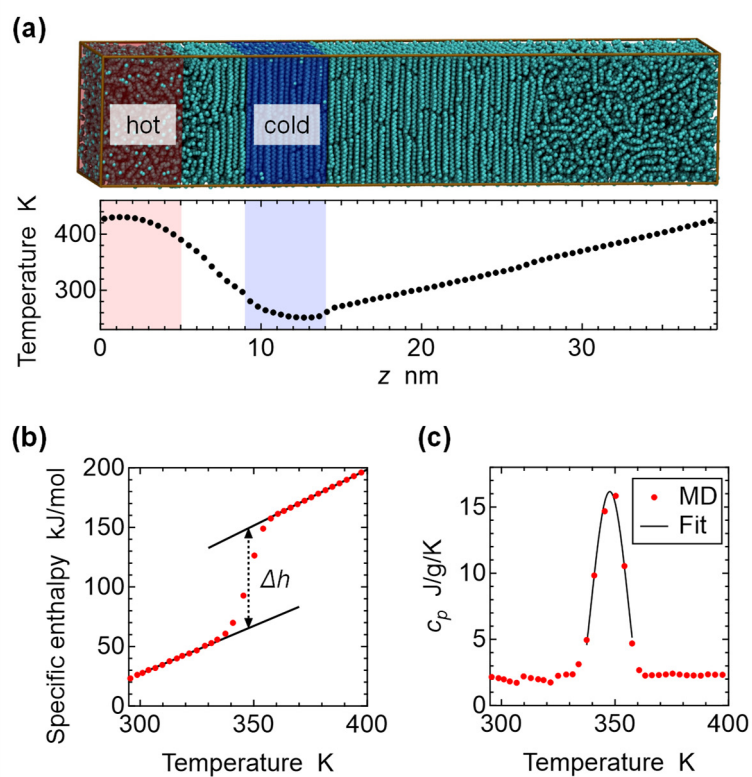 (a)
hot cold
400
300
Temperature K
0 10 20 30
z nm
(b)
200
150
100
50
0
Specific enthalpy kJ/mol
Δh
300 350 400
Temperature K
(c)
15
10
5
0
c_p J/g/K
MD
Fit
300 350 400
Temperature K